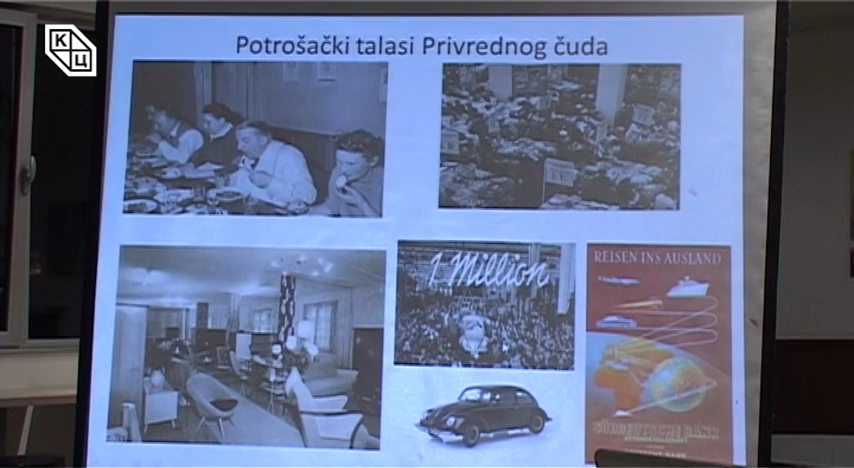 К
Ц
Potrošački talasi Privrednog čuda
1 Million
REISEN INS AUSLAND
SÜDDEUTSCHE BANK